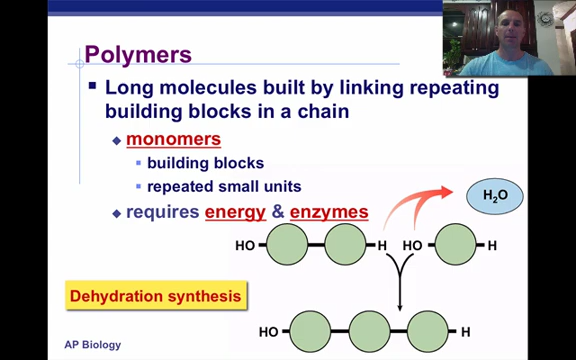 Polymers
Long molecules built by linking repeating
building blocks in a chain
monomers
building blocks
repeated small units
requires energy & enzymes
H2O
HO H HO H
Dehydration synthesis
HO H
AP Biology